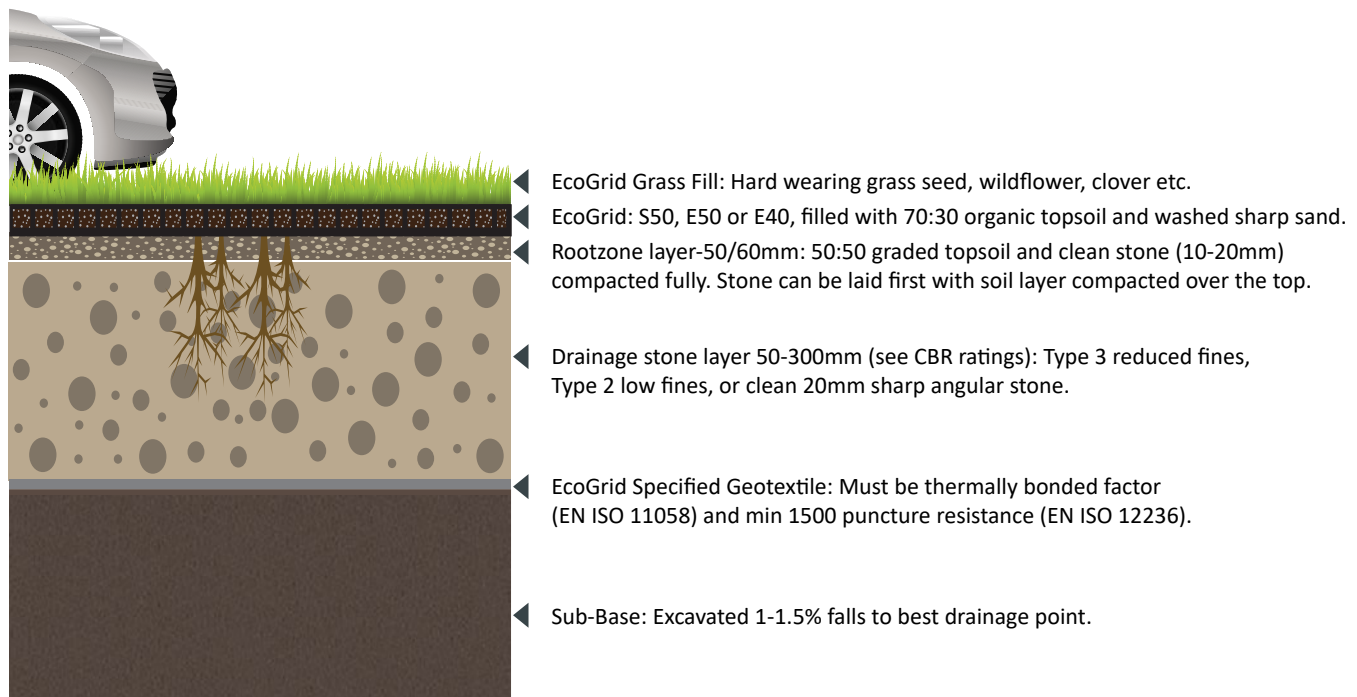 EcoGrid Grass Fill: Hard wearing grass seed, wildflower, clover etc.
EcoGrid: S50, E50 or E40, filled with 70:30 organic topsoil and washed sharp sand.
Rootzone layer-50/60mm: 50:50 graded topsoil and clean stone (10-20mm)
compacted fully. Stone can be laid first with soil layer compacted over the top.
Drainage stone layer 50-300mm (see CBR ratings): Type 3 reduced fines,
Type 2 low fines, or clean 20mm sharp angular stone.
EcoGrid Specified Geotextile: Must be thermally bonded factor
(EN ISO 11058) and min 1500 puncture resistance (EN ISO 12236).
Sub-Base: Excavated 1-1.5% falls to best drainage point.